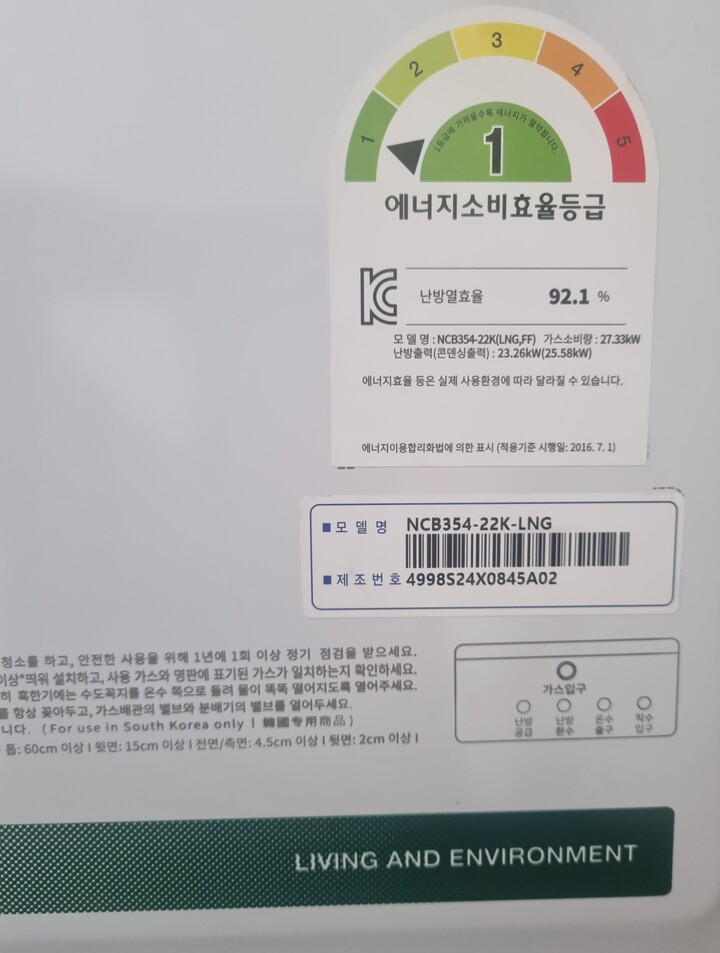 1 2 3 4 5
1등급에 가까울수록 에너지가 절약됩니다.
1
에너지소비효율등급
난방열효율 92.1 %
모 델 명 : NCB354-22K(LNG,FF) 가스소비량 : 27.33kW
난방출력(콘덴싱출력) : 23.26kW(25.58kW)
에너지효율 등은 실제 사용환경에 따라 달라질 수 있습니다.
에너지이용합리화법에 의한 표시 (적용기준 시행일: 2016. 7. 1)
■ 모 델 명 NCB354-22K-LNG
■ 제 조 번 호 4998S24X0845A02
청소를 하고, 안전한 사용을 위해 1년에 1회 이상 정기 점검을 받으세요.
이상*띄워 설치하고, 사용 가스와 명판에 표기된 가스가 일치하는지 확인하세요.
히 혹한기에는 수도꼭지를 온수 쪽으로 돌려 물이 똑똑 떨어지도록 열어주세요.
를 항상 꽂아두고, 가스배관의 밸브와 분배기의 밸브를 열어두세요.
니다. (For use in South Korea only l 韓國专用商品)
톱: 60cm 이상 l 윗면: 15cm 이상 l 전면/측면: 4.5cm 이상 l 뒷면: 2cm 이상 l
가스입구
난방 난방 온수 직수
공급 환수 출구 입구
LIVING AND ENVIRONMENT